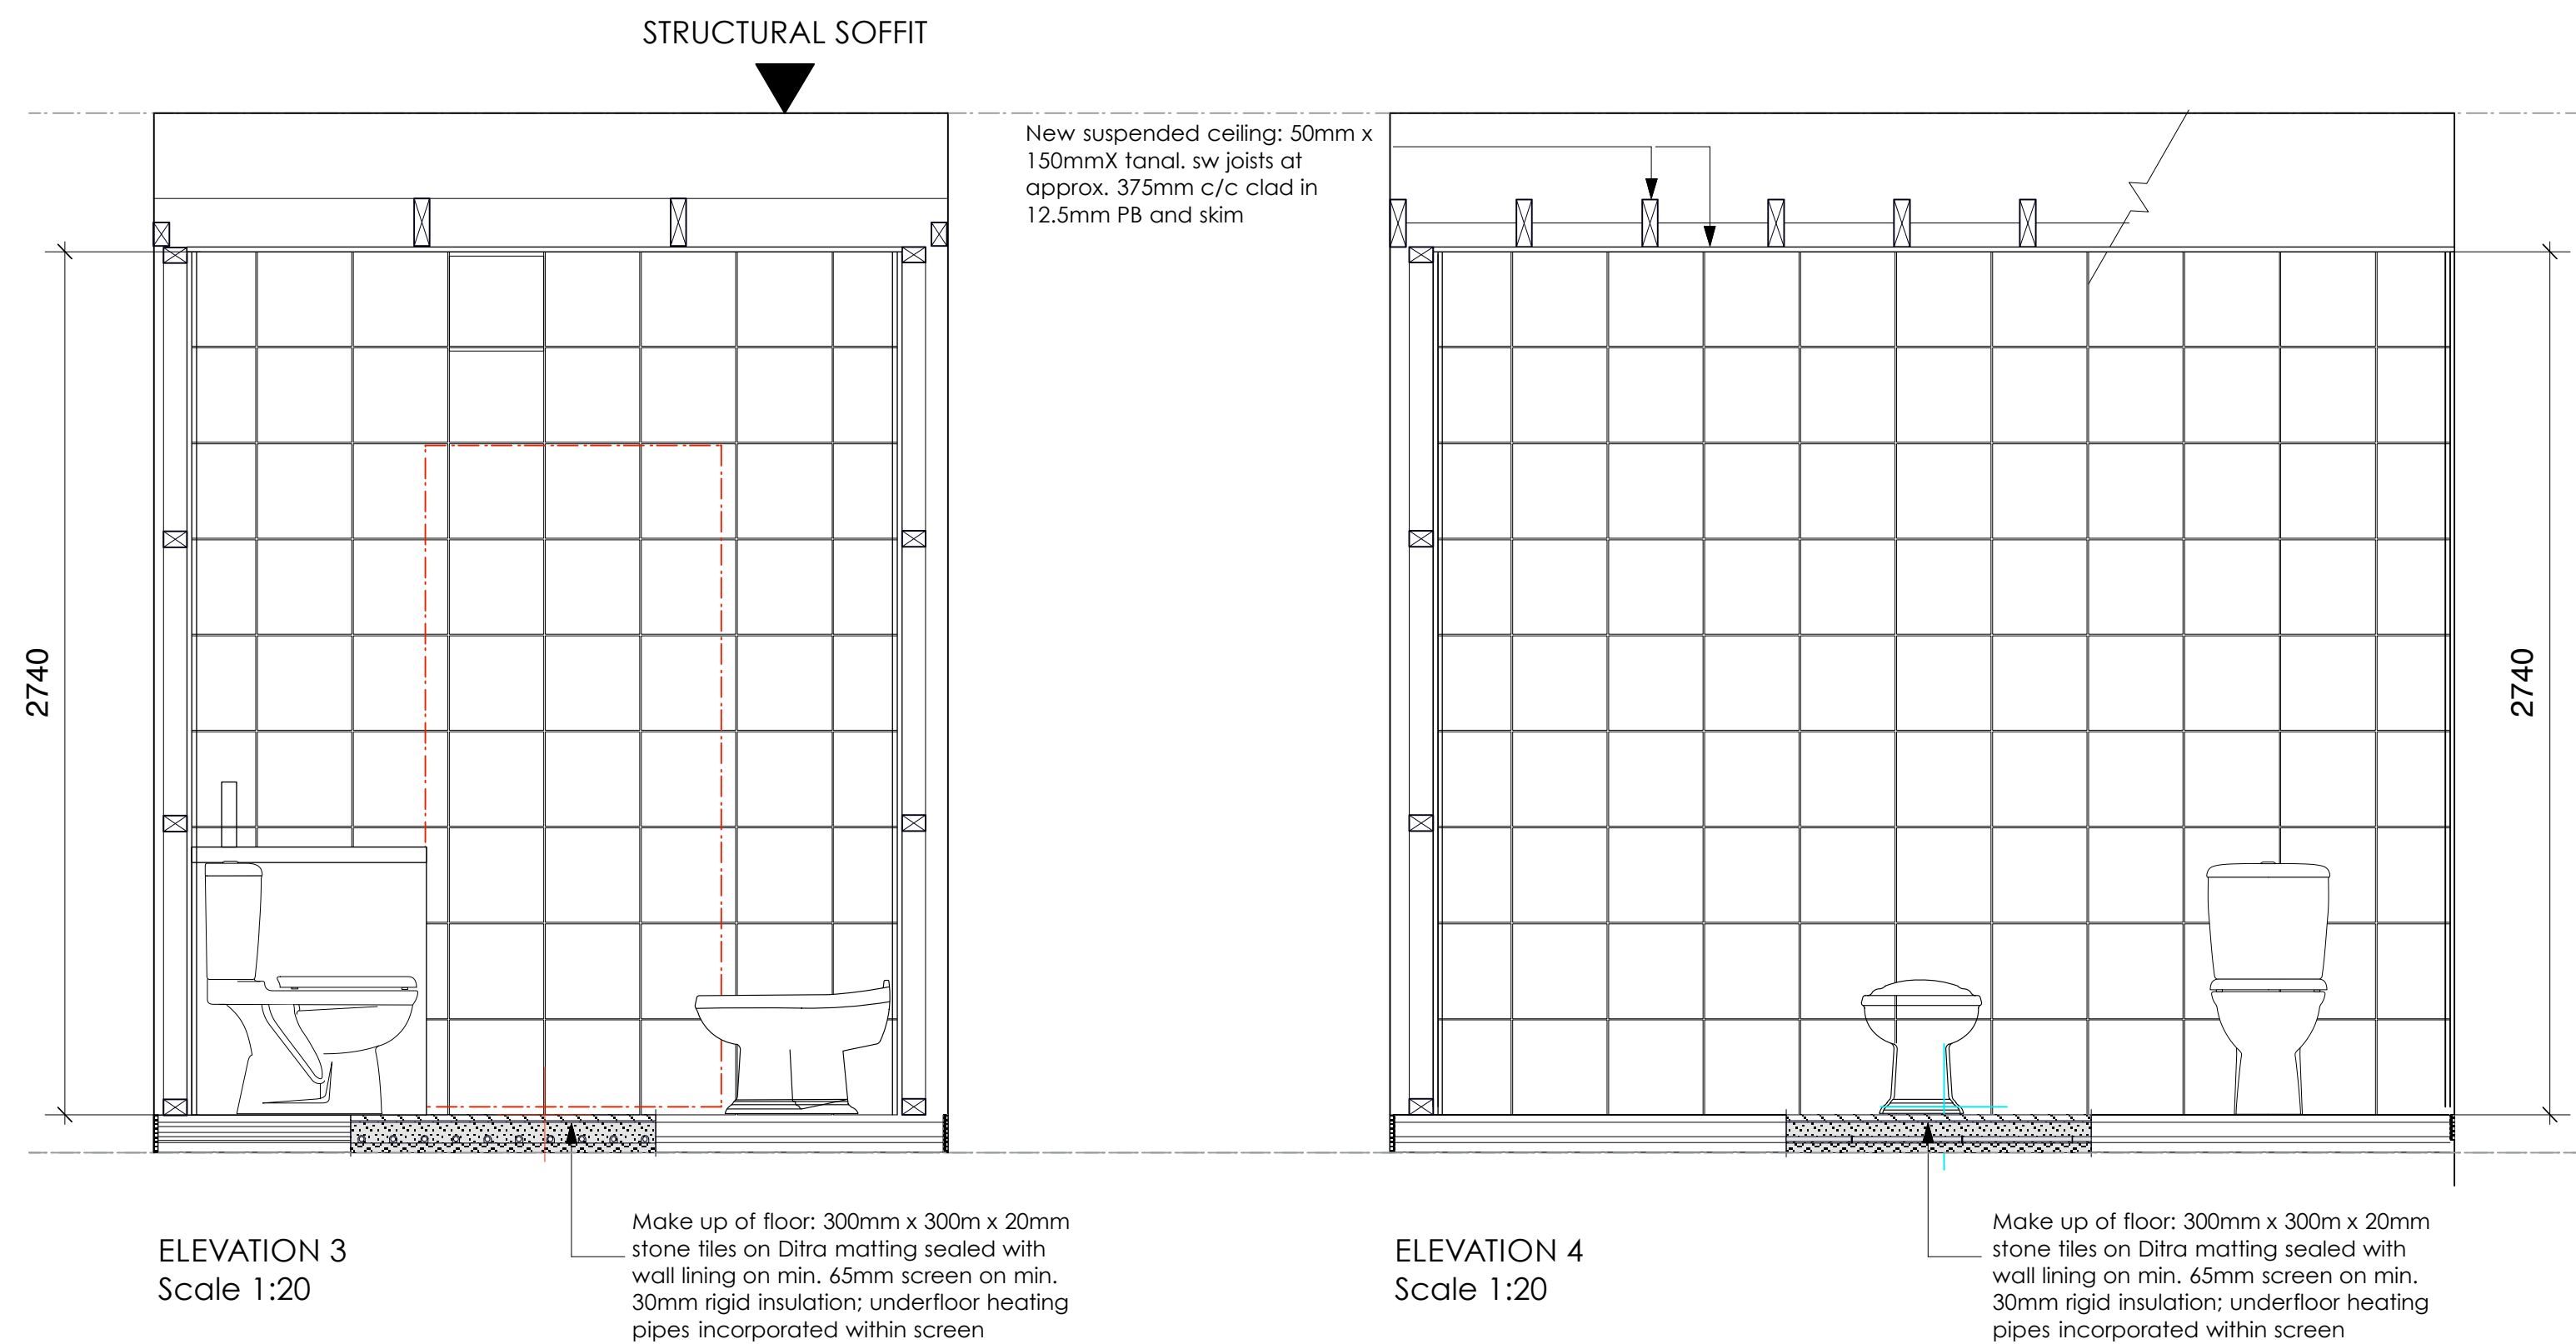 STRUCTURAL SOFFIT
New suspended ceiling: 50mm x
150mmX tanal. sw joists at
approx. 375mm c/c clad in
12.5mm PB and skim
2740
2740
ELEVATION 3
Scale 1:20
Make up of floor: 300mm x 300m x 20mm
stone tiles on Ditra matting sealed with
wall lining on min. 65mm screen on min.
30mm rigid insulation; underfloor heating
pipes incorporated within screen
ELEVATION 4
Scale 1:20
Make up of floor: 300mm x 300m x 20mm
stone tiles on Ditra matting sealed with
wall lining on min. 65mm screen on min.
30mm rigid insulation; underfloor heating
pipes incorporated within screen